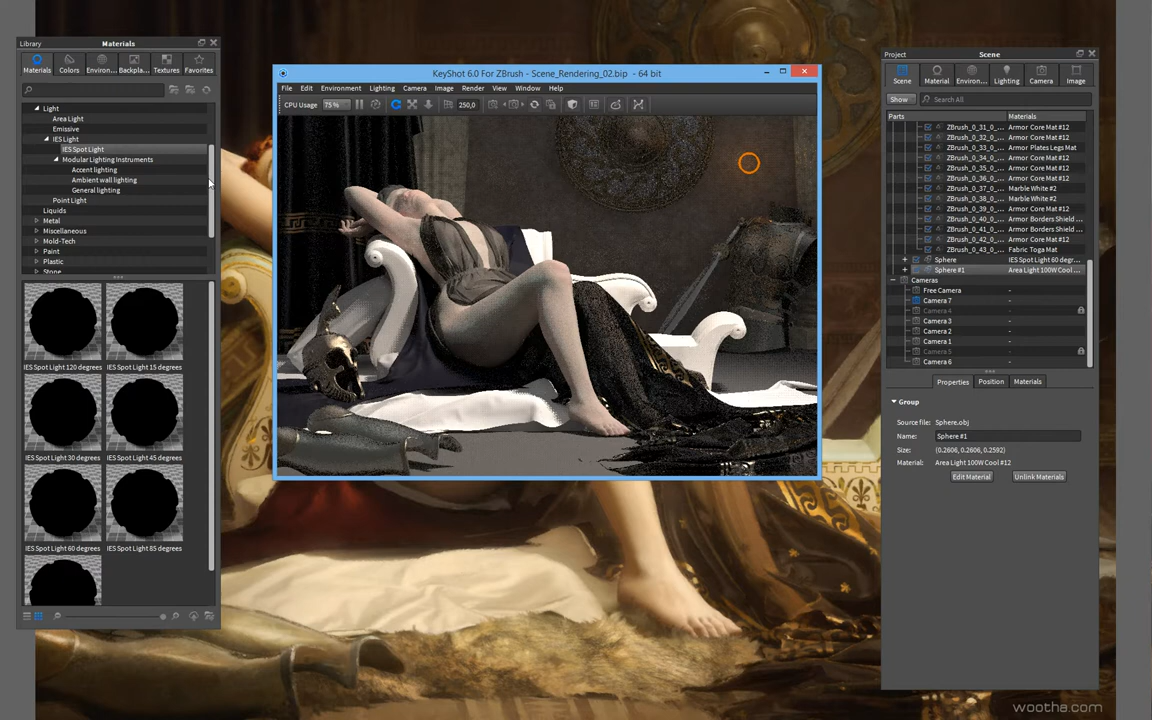 Library
Materials
Materials
Colors
Environ...
Backpla...
Textures
Favorites
Light
Area Light
Emissive
IES Light
IES Spot Light
Modular Lighting Instruments
Accent lighting
Ambient wall lighting
General lighting
Point Light
Liquids
Metal
Miscellaneous
Mold-Tech
Paint
Plastic
Stone
IES Spot Light 120 degrees
IES Spot Light 15 degrees
IES Spot Light 30 degrees
IES Spot Light 45 degrees
IES Spot Light 60 degrees
IES Spot Light 85 degrees
KeyShot 6.0 For ZBrush - Scene_Rendering_02.bip - 64 bit
File Edit Environment Lighting Camera Image Render View Window Help
CPU Usage 75 % 250,0
Project
Scene
Scene
Material
Environ...
Lighting
Camera
Image
Show
Search All
Parts Materials
ZBrush_0_31_0_... Armor Core Mat #12
ZBrush_0_32_0_... Armor Core Mat #12
ZBrush_0_33_0_... Armor Plates Legs Mat
ZBrush_0_34_0_... Armor Core Mat #12
ZBrush_0_35_0_... Armor Core Mat #12
ZBrush_0_36_0_... Armor Core Mat #12
ZBrush_0_37_0_... Marble White #2
ZBrush_0_38_0_... Marble White #2
ZBrush_0_39_0_... Armor Core Mat #12
ZBrush_0_40_0_... Armor Borders Shield ...
ZBrush_0_41_0_... Armor Borders Shield ...
ZBrush_0_42_0_... Armor Core Mat #12
ZBrush_0_43_0_... Fabric Toga Mat
Sphere IES Spot Light 60 degr...
Sphere #1 Area Light 100W Cool ...
Cameras
Free Camera -
Camera 7 -
Camera 4 -
Camera 3 -
Camera 2 -
Camera 1 -
Camera 5 -
Camera 6 -
Properties
Position
Materials
Group
Source file: Sphere.obj
Name: Sphere #1
Size: (0.2606, 0.2606, 0.2592)
Material: Area Light 100W Cool #12
Edit Material
Unlink Materials
wootha.com